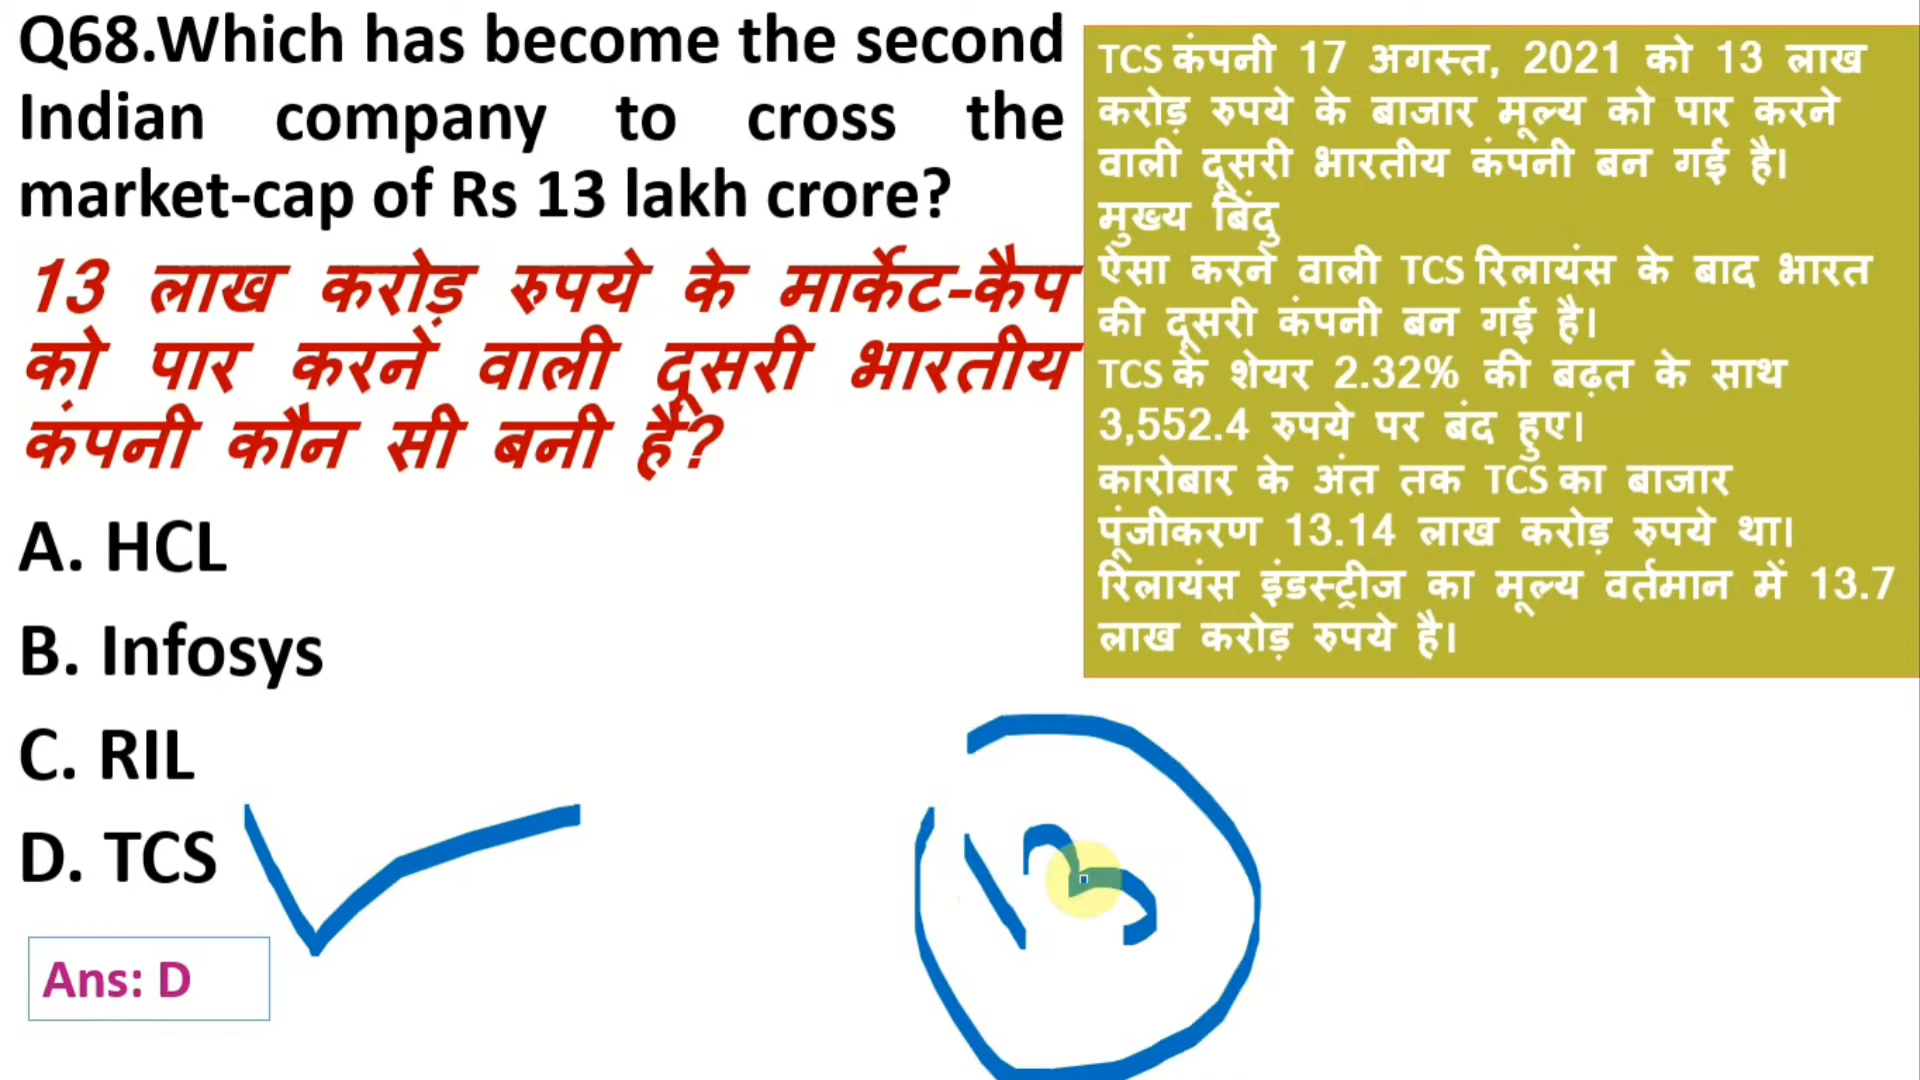 Q68.Which has become the second
Indian company to cross the
market-cap of Rs 13 lakh crore?
13 लाख करोड़ रुपये के मार्केट-कैप
को पार करने वाली दूसरी भारतीय
कंपनी कौन सी बनी है?
A. HCL
B. Infosys
C. RIL
D. TCS
Ans: D
TCS कंपनी 17 अगस्त, 2021 को 13 लाख
करोड़ रुपये के बाजार मूल्य को पार करने
वाली दूसरी भारतीय कंपनी बन गई है।
मुख्य बिंदु
ऐसा करने वाली TCS रिलायंस के बाद भारत
की दूसरी कंपनी बन गई है।
TCS के शेयर 2.32% की बढ़त के साथ
3,552.4 रुपये पर बंद हुए।
कारोबार के अंत तक TCS का बाजार
पूंजीकरण 13.14 लाख करोड़ रुपये था।
रिलायंस इंडस्ट्रीज का मूल्य वर्तमान में 13.7
लाख करोड़ रुपये है।
13